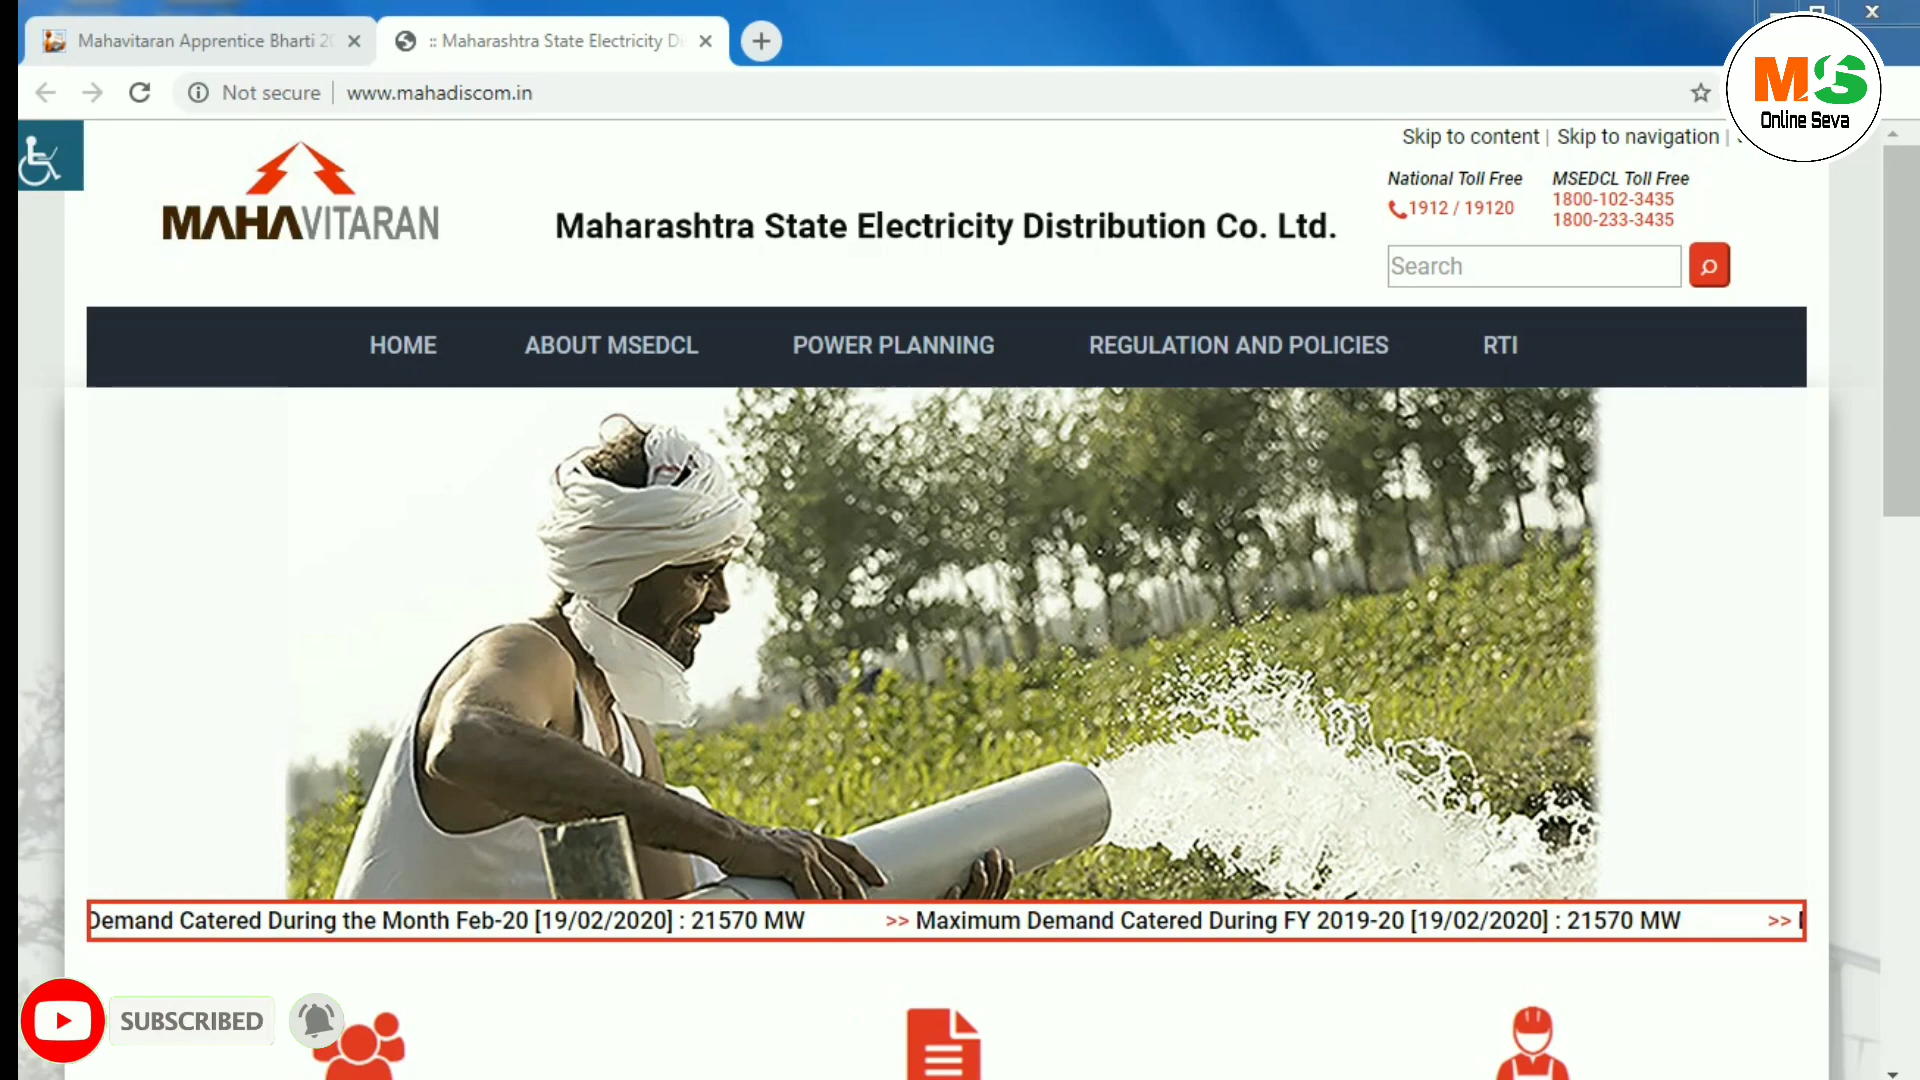 Mahavitaran Apprentice Bharti
:: Maharashtra State Electricity
Not secure
www.mahadiscom.in
MS
Online Seva
Skip to content | Skip to navigation |
National Toll Free
1912 / 19120
MSEDCL Toll Free
1800-102-3435
1800-233-3435
MAHAVITARAN
Maharashtra State Electricity Distribution Co. Ltd.
Search
HOME
ABOUT MSEDCL
POWER PLANNING
REGULATION AND POLICIES
RTI
Demand Catered During the Month Feb-20 [19/02/2020] : 21570 MW >> Maximum Demand Catered During FY 2019-20 [19/02/2020] : 21570 MW >>
SUBSCRIBED